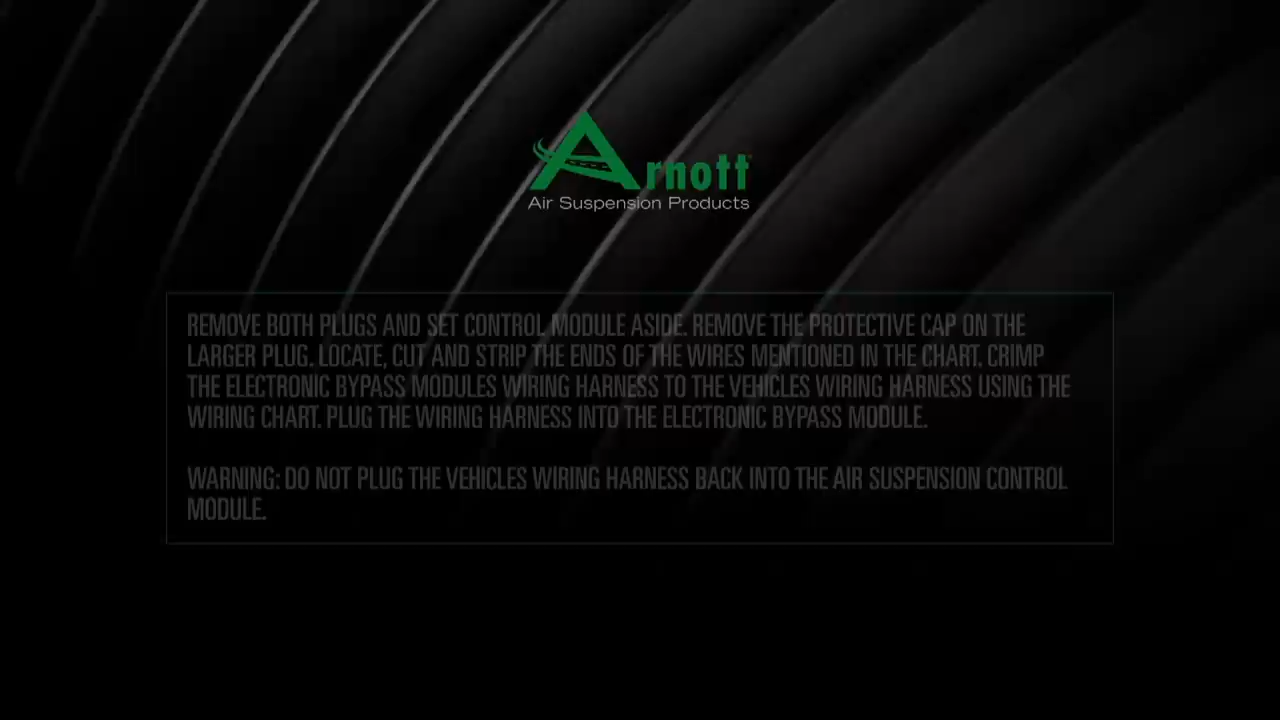 Arnott
Air Suspension Products
REMOVE BOTH PLUGS AND SET CONTROL MODULE ASIDE. REMOVE THE PROTECTIVE CAP ON THE
LARGER PLUG. LOCATE, CUT AND STRIP THE ENDS OF THE WIRES MENTIONED IN THE CHART. CRIMP
THE ELECTRONIC BYPASS MODULES WIRING HARNESS TO THE VEHICLES WIRING HARNESS USING THE
WIRING CHART. PLUG THE WIRING HARNESS INTO THE ELECTRONIC BYPASS MODULE.
WARNING: DO NOT PLUG THE VEHICLES WIRING HARNESS BACK INTO THE AIR SUSPENSION CONTROL
MODULE.